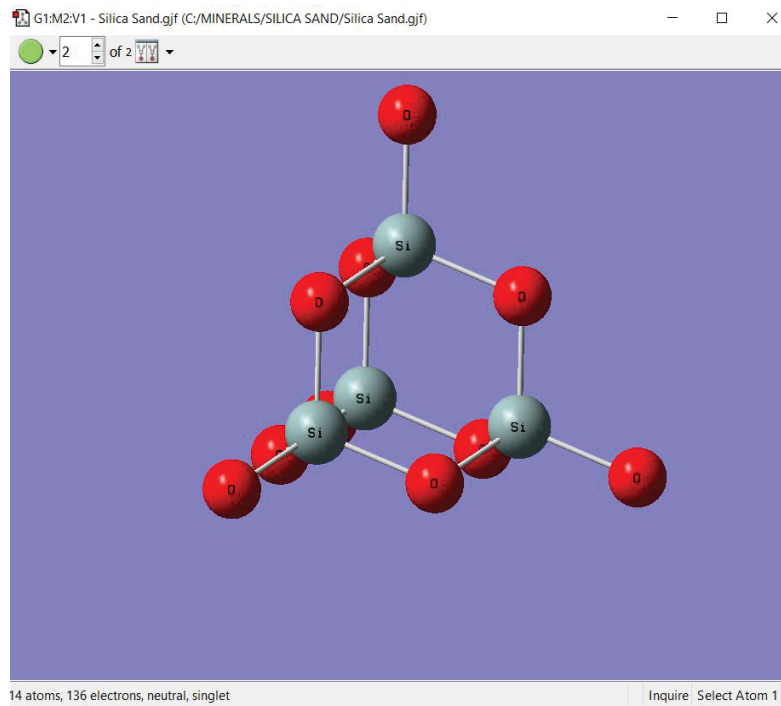 G1:M2:V1 - Silica Sand.gjf (C:/MINERALS/SILICA SAND/Silica Sand.gjf)
2 of 2
O
Si
O
O
Si
Si
Si
O
O
O
14 atoms, 136 electrons, neutral, singlet
Inquire Select Atom 1